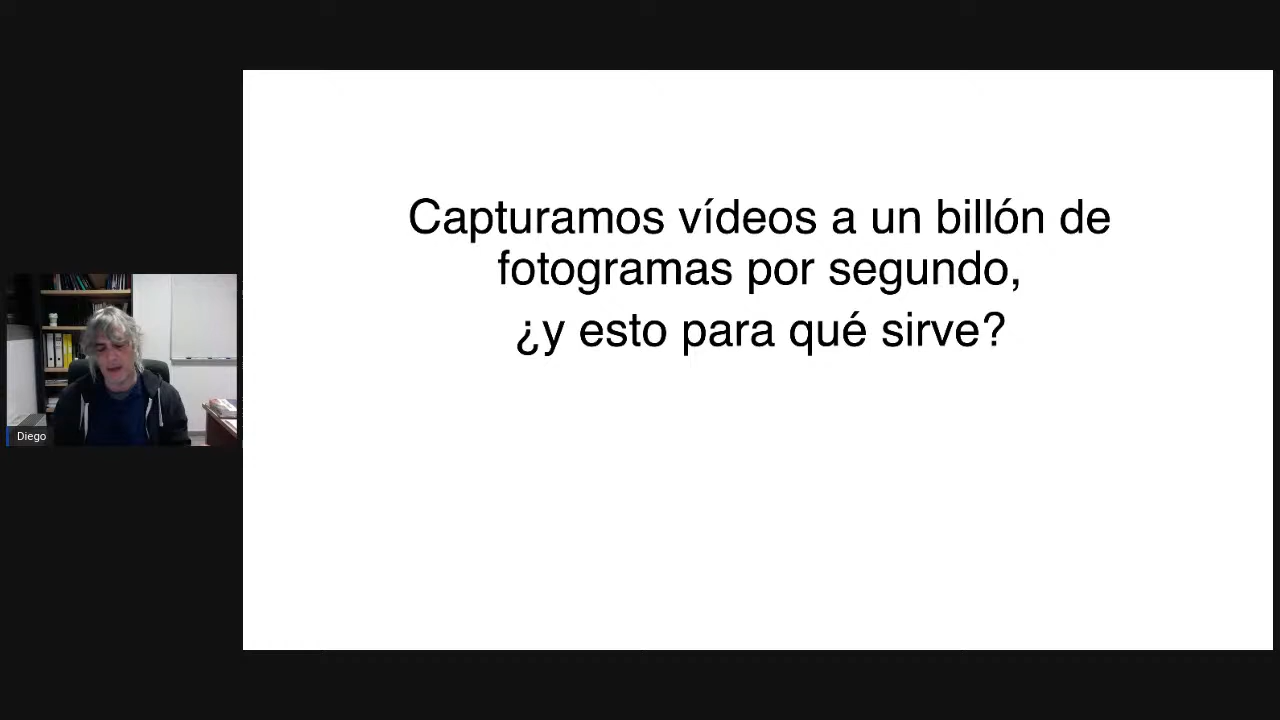 Capturamos vídeos a un billón de
fotogramas por segundo,
¿y esto para qué sirve?
Diego